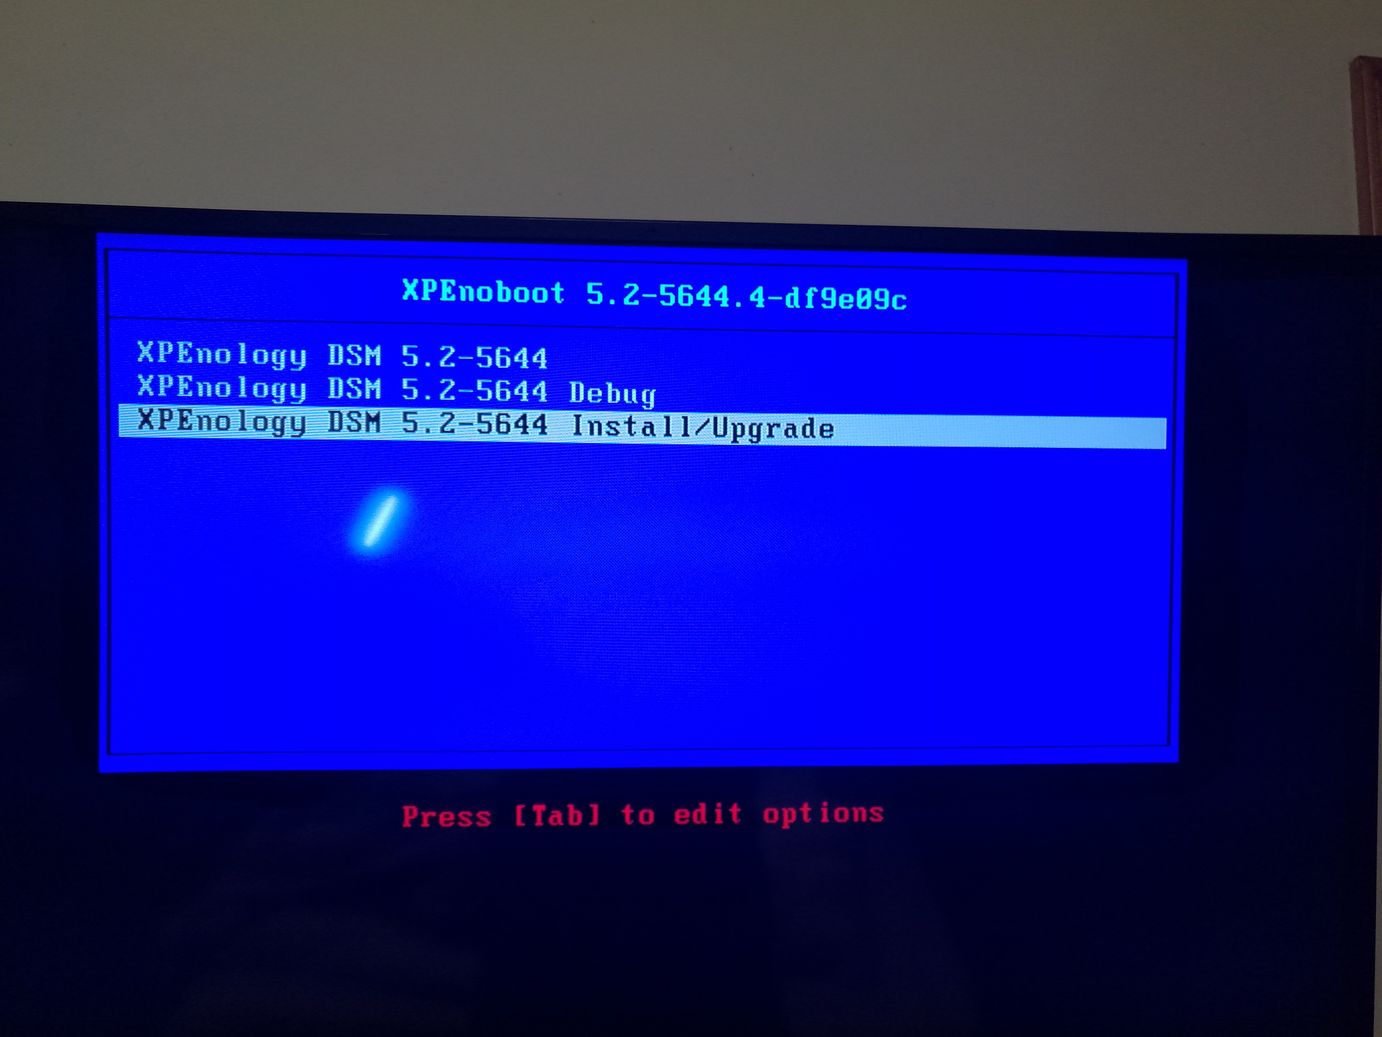 XPEnoboot 5.2-5644.4-df9e09c
XPEnology DSM 5.2-5644
XPEnology DSM 5.2-5644 Debug
XPEnology DSM 5.2-5644 Install/Upgrade
Press [Tab] to edit options